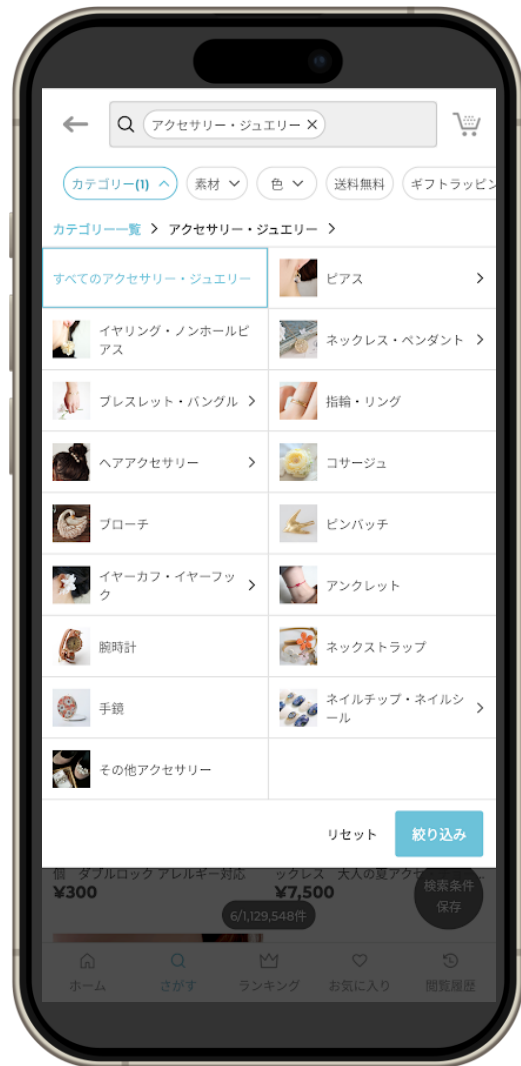 アクセサリー・ジュエリー ×
カテゴリー(1) 素材 色 送料無料 ギフトラッピン
カテゴリー一覧 > アクセサリー・ジュエリー >
すべてのアクセサリー・ジュエリー
ピアス
イヤリング・ノンホールピ
アス
ネックレス・ペンダント
ブレスレット・バングル
指輪・リング
ヘアアクセサリー
コサージュ
ブローチ
ピンバッチ
イヤーカフ・イヤーフッ
ク
アンクレット
腕時計
ネックストラップ
手鏡
ネイルチップ・ネイルシ
ール
その他アクセサリー
リセット 絞り込み
個 ダブルロック アレルギー対応
¥300
ックレス 大人の夏アクセ
¥7,500
検索条件
保存
6/1,129,548件
ホーム さがす ランキング お気に入り 閲覧履歴